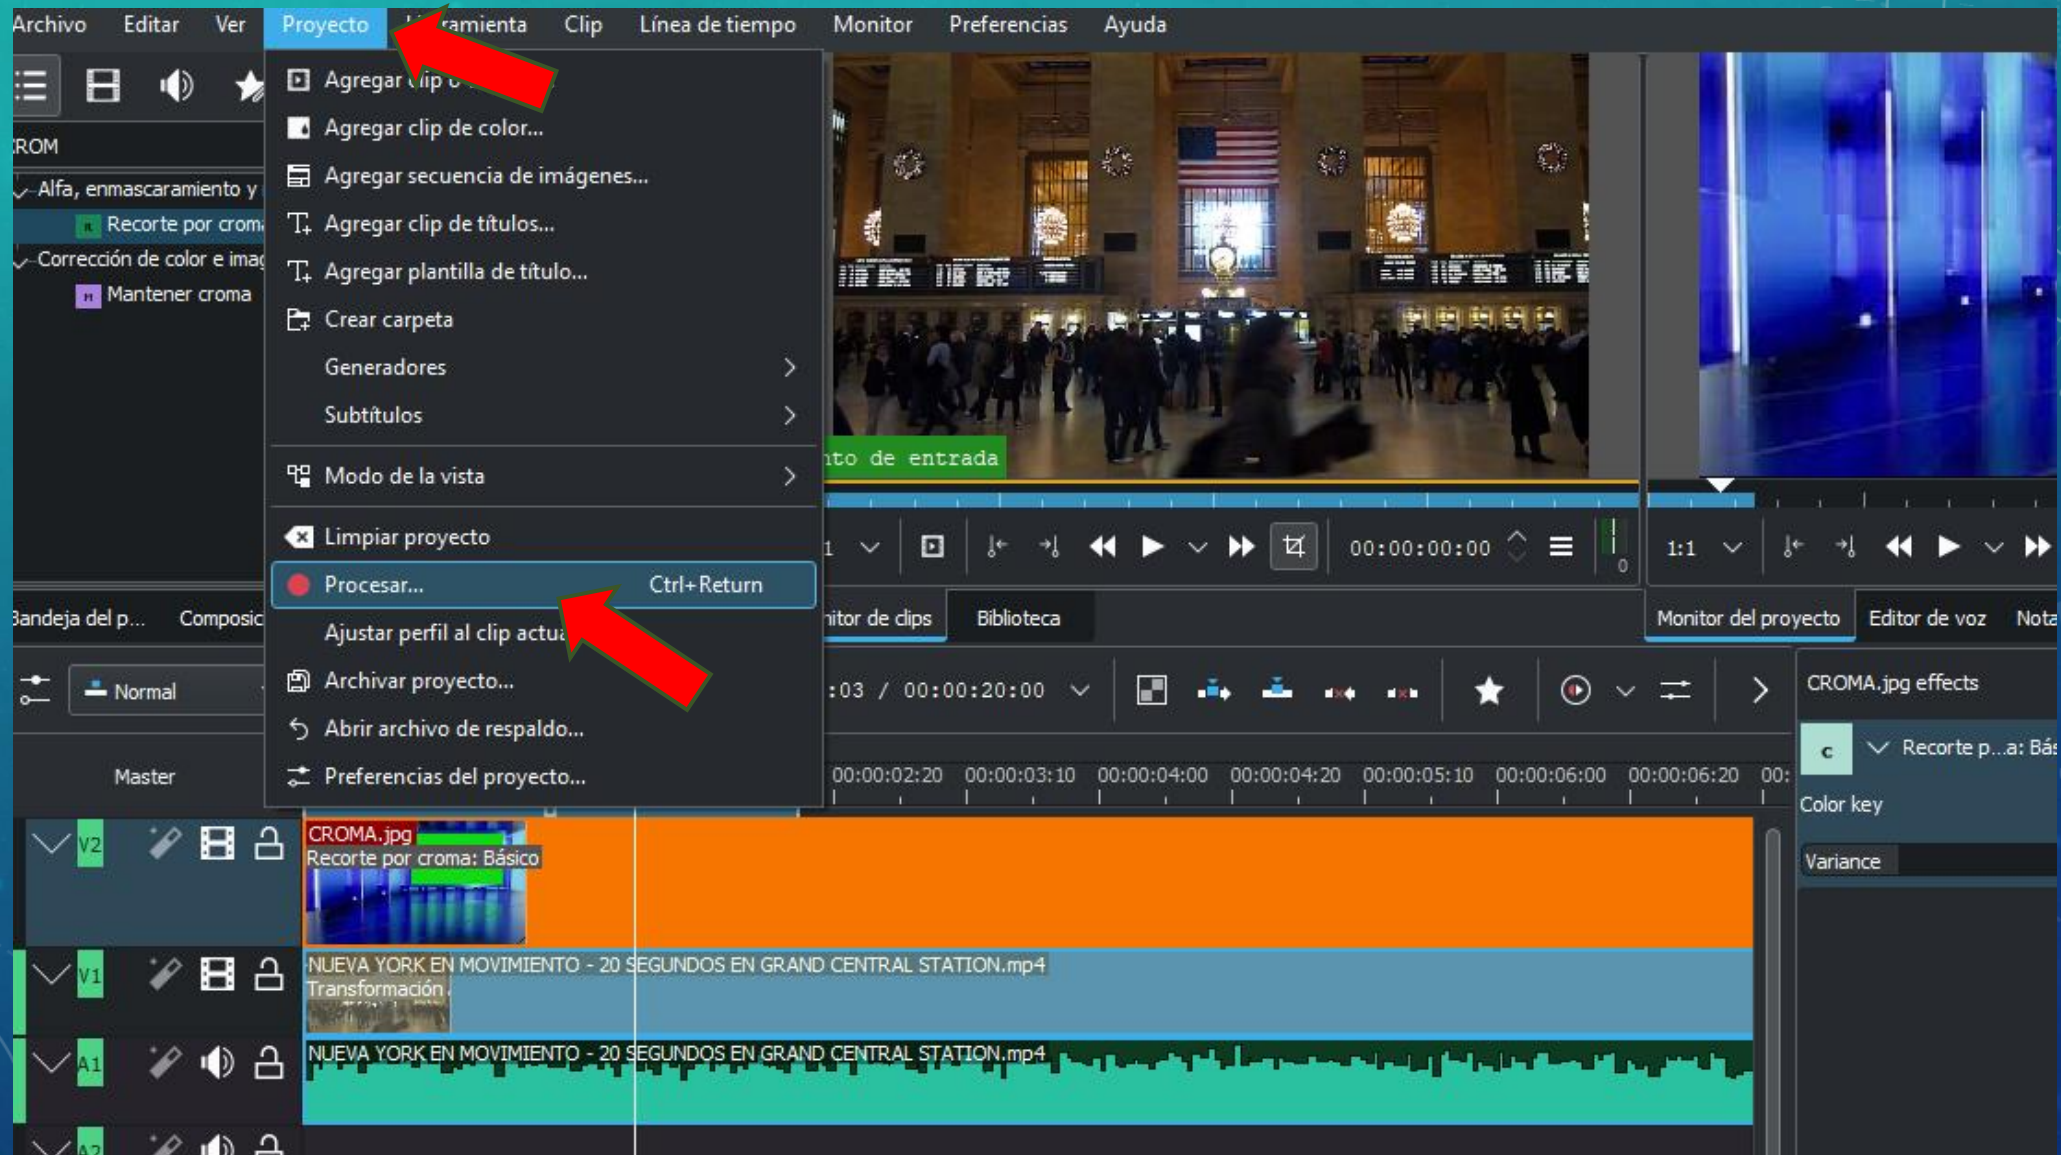 Archivo Editar Ver Proyecto Herramienta Clip Línea de tiempo Monitor Preferencias Ayuda
Agregar clip
Agregar clip de color...
Agregar secuencia de imágenes...
Agregar clip de títulos...
Agregar plantilla de título...
Crear carpeta
Generadores
Subtítulos
Modo de la vista
Limpiar proyecto
Procesar... Ctrl+Return
Ajustar perfil al clip actua
Archivar proyecto...
Abrir archivo de respaldo...
Preferencias del proyecto...
ROM
Alfa, enmascaramiento y
Recorte por crom
Corrección de color e imag
Mantener croma
nto de entrada
00:00:00:00
0
1:1
Bandeja del p... Composic
nitor de clips Biblioteca
Monitor del proyecto Editor de voz Nota
Normal
:03 / 00:00:20:00
CROMA.jpg effects
c Recorte p...a: Bás
Color key
Variance
Master
00:00:02:20 00:00:03:10 00:00:04:00 00:00:04:20 00:00:05:10 00:00:06:00 00:00:06:20 00:
V2
CROMA.jpg
Recorte por croma: Básico
V1
NUEVA YORK EN MOVIMIENTO - 20 SEGUNDOS EN GRAND CENTRAL STATION.mp4
Transformación
A1
NUEVA YORK EN MOVIMIENTO - 20 SEGUNDOS EN GRAND CENTRAL STATION.mp4
A2